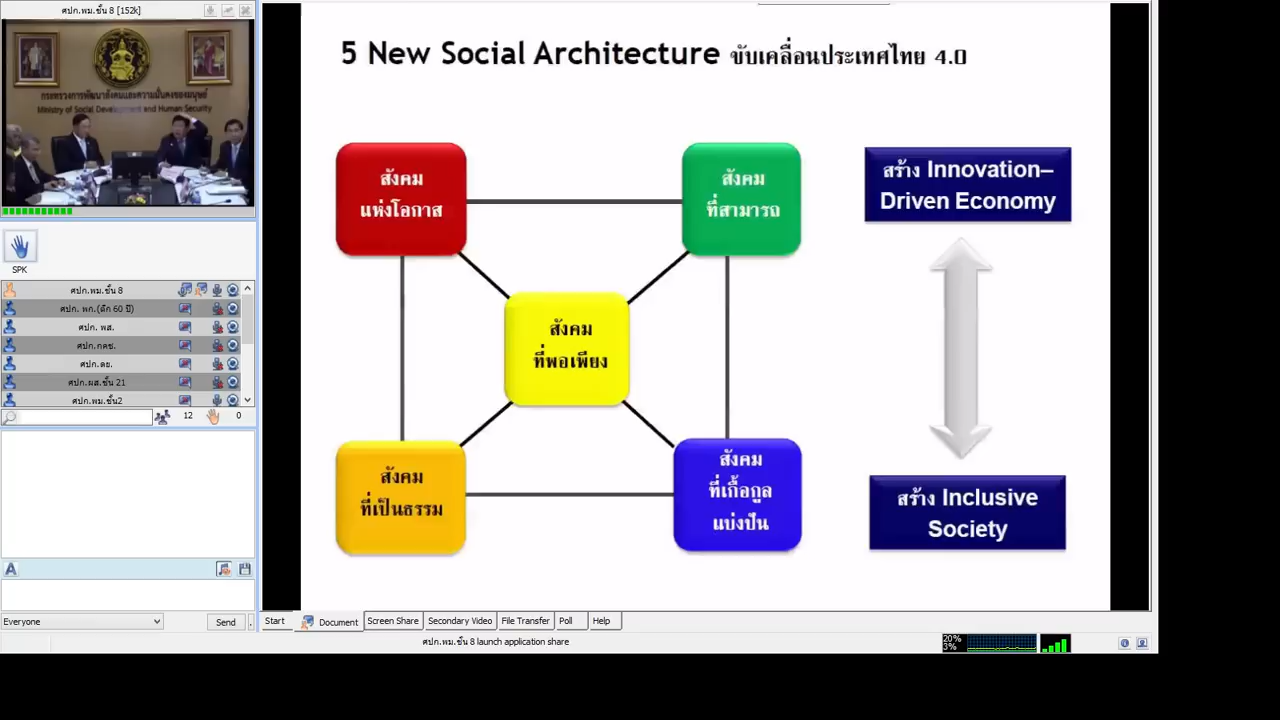 ศปก.พม.ชั้น 8 [152k]
กระทรวงการพัฒนาสังคมและความมั่นคงของมนุษย์
Ministry of Social Development and Human Security
SPK
ศปก.พม.ชั้น 8
ศปก. พก.(ตึก 60 ปี)
ศปก. พส.
ศปก.กคช.
ศปก.ดย.
ศปก.ผส.ชั้น 21
ศปก.พม.ชั้น2
12
0
Everyone
Send
5 New Social Architecture ขับเคลื่อนประเทศไทย 4.0
สังคม
แห่งโอกาส
สังคม
ที่สามารถ
สังคม
ที่พอเพียง
สังคม
ที่เป็นธรรม
สังคม
ที่เกื้อกูล
แบ่งปัน
สร้าง Innovation–
Driven Economy
สร้าง Inclusive
Society
Start Document Screen Share Secondary Video File Transfer Poll Help
ศปก.พม.ชั้น 8 launch application share
20%
3%